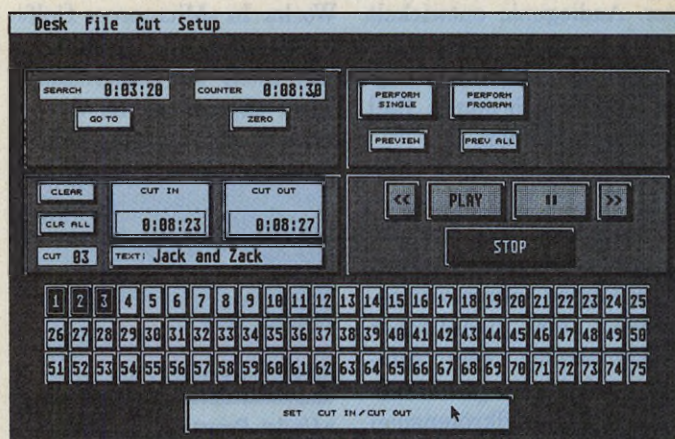 Desk File Cut Setup
SEARCH 0:03:20 COUNTER 0:08:30
GO TO ZERO
PERFORM SINGLE
PERFORM PROGRAM
PREVIEW PREV ALL
CLEAR
CLR ALL
CUT IN
0:08:23
CUT OUT
0:08:27
CUT 03 TEXT: Jack and Zack
<< PLAY II >>
STOP
1 2 3 4 5 6 7 8 9 10 11 12 13 14 15 16 17 18 19 20 21 22 23 24 25
26 27 28 29 30 31 32 33 34 35 36 37 38 39 40 41 42 43 44 45 46 47 48 49 50
51 52 53 54 55 56 57 58 59 60 61 62 63 64 65 66 67 68 69 70 71 72 73 74 75
SET CUT IN/CUT OUT